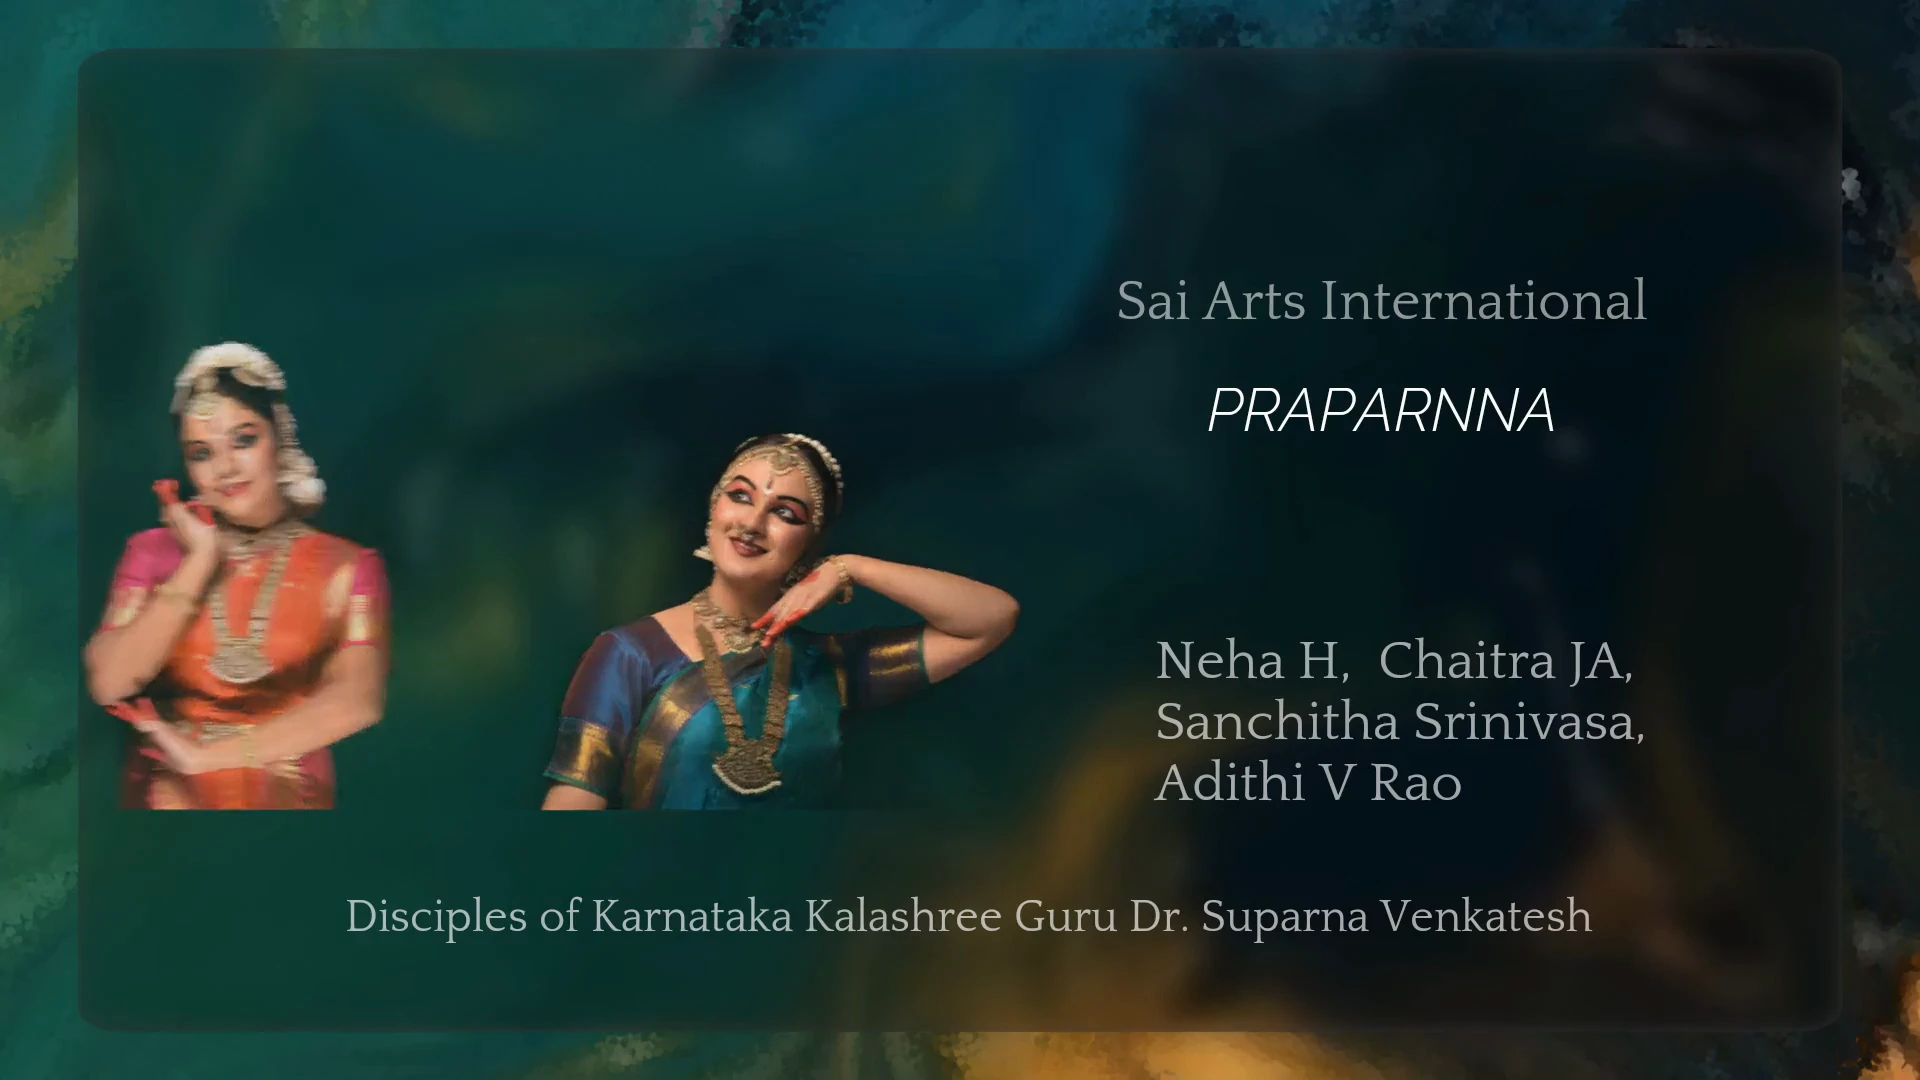 Sai Arts International
PRAPARNNA
Neha H,  Chaitra JA,
Sanchitha Srinivasa,
Adithi V Rao
Disciples of Karnataka Kalashree Guru Dr. Suparna Venkatesh